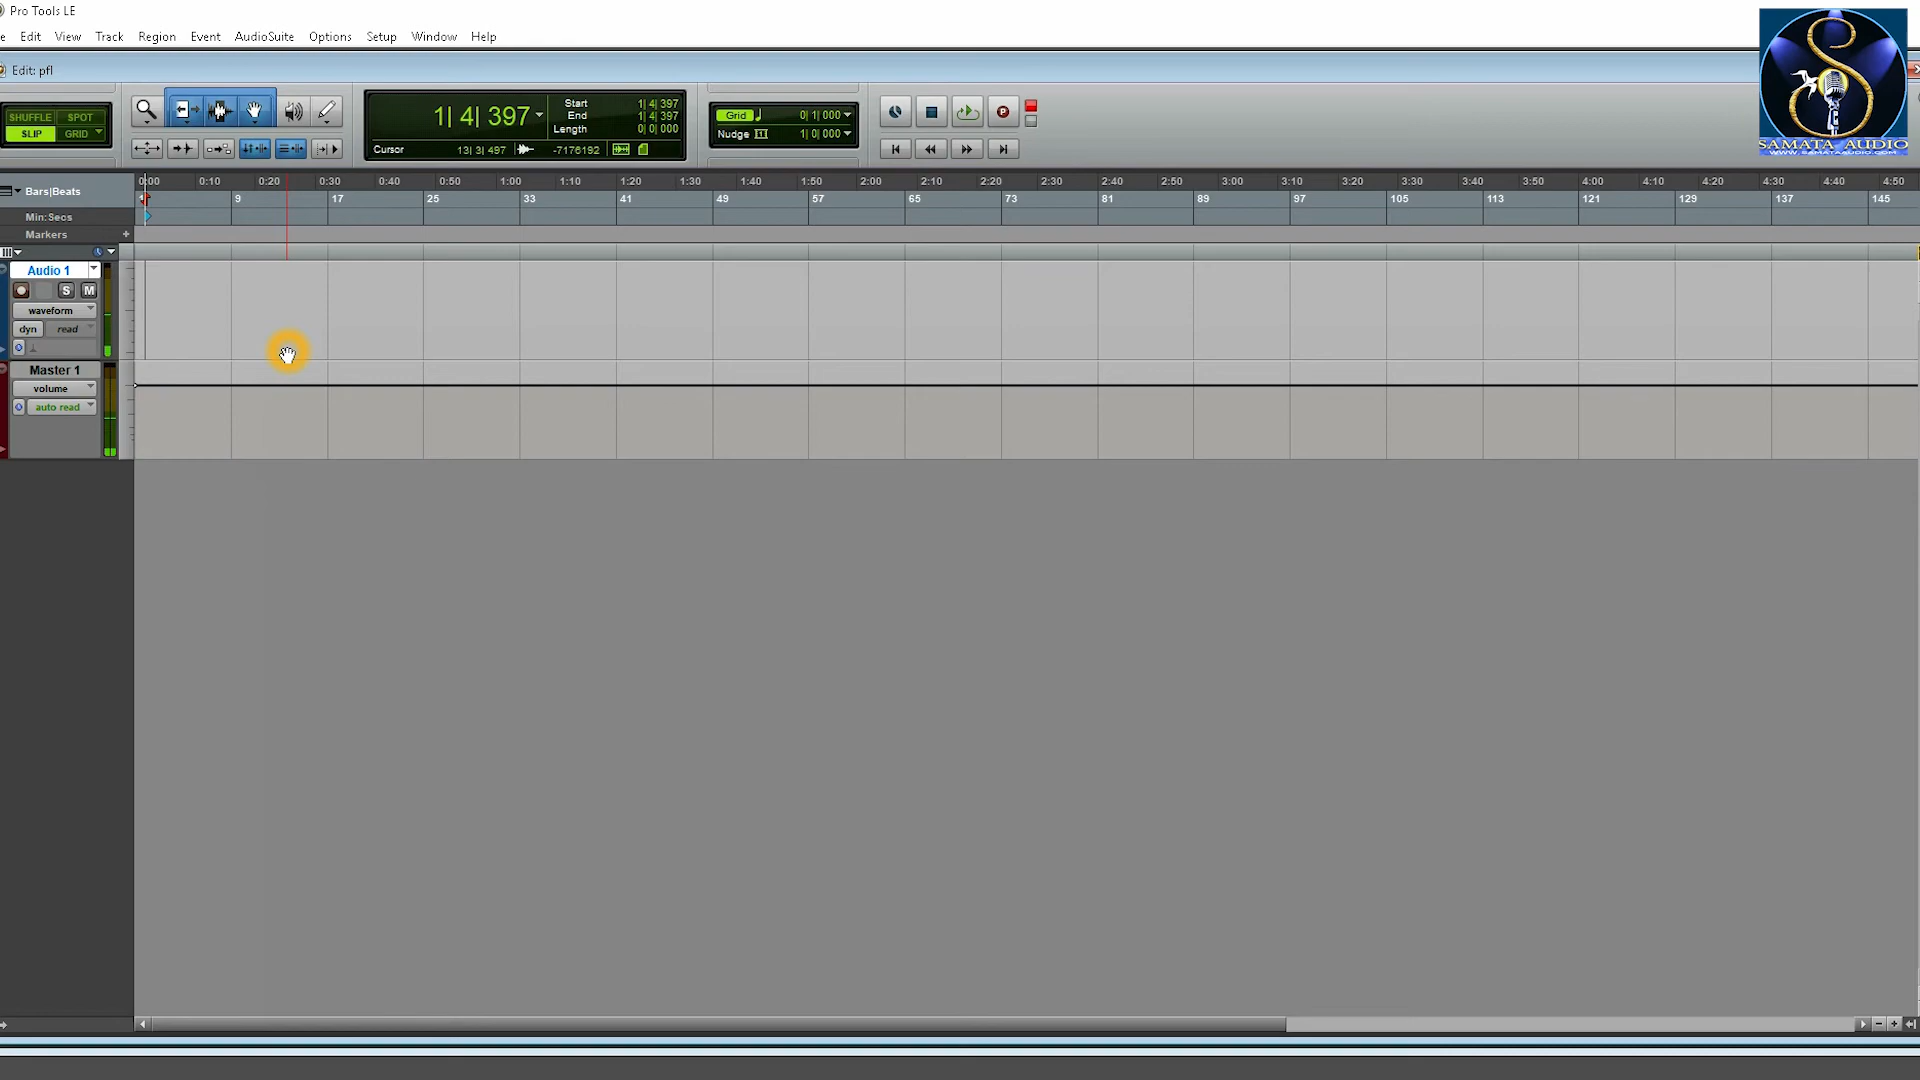 Pro Tools LE
Edit View Track Region Event AudioSuite Options Setup Window Help
Edit: pfl
SHUFFLE SPOT
SLIP GRID
1| 4| 397
Start 1| 4| 397
End 1| 4| 397
Length 0| 0| 000
Cursor 13| 3| 497 -7176192
Grid 0| 1| 000
Nudge 1| 0| 000
SAMATA AUDIO
WWW.SAMATAAUDIO.COM
0:00 0:10 0:20 0:30 0:40 0:50 1:00 1:10 1:20 1:30 1:40 1:50 2:00 2:10 2:20 2:30 2:40 2:50 3:00 3:10 3:20 3:30 3:40 3:50 4:00 4:10 4:20 4:30 4:40 4:50
Bars|Beats
9 17 25 33 41 49 57 65 73 81 89 97 105 113 121 129 137 145
Min:Secs
Markers
Audio 1
S M
waveform
dyn read
Master 1
volume
auto read